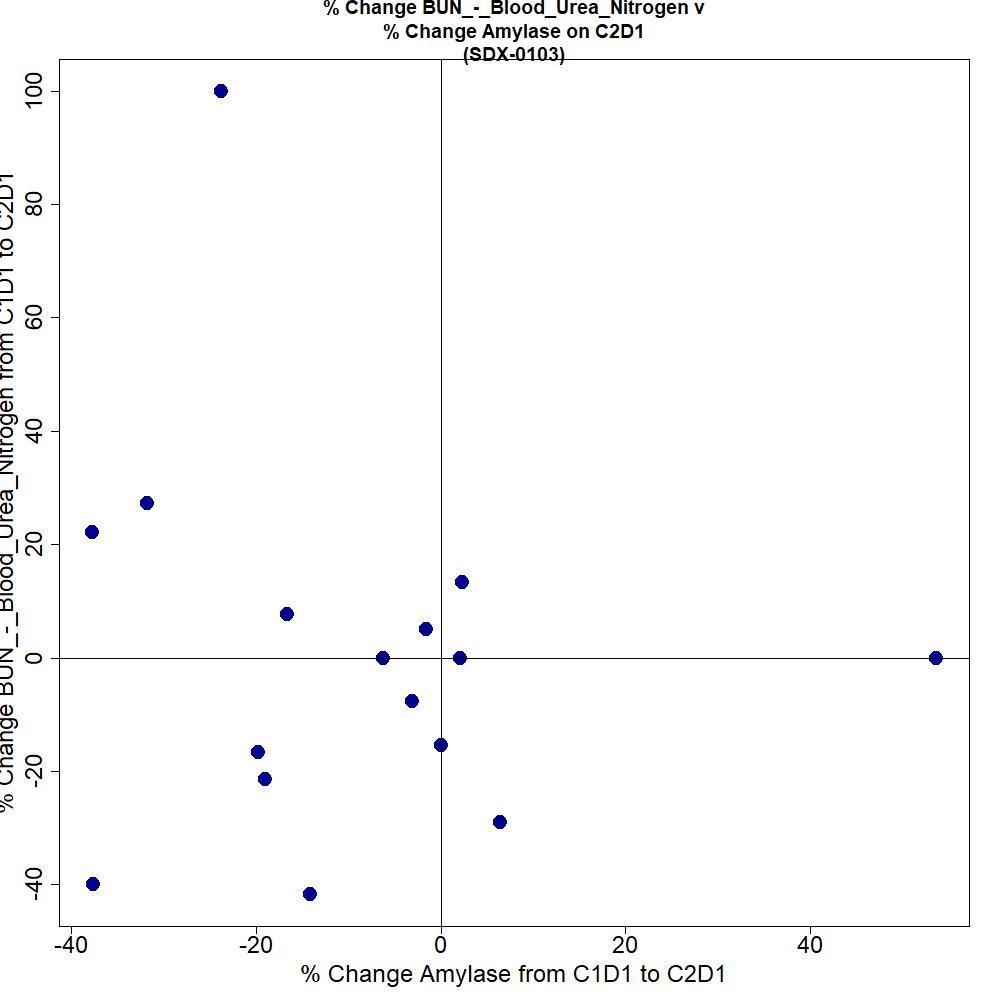 % Change BUN_-_Blood_Urea_Nitrogen v
% Change Amylase on C2D1
(SDX-0103)
% Change BUN_-_Blood_Urea_Nitrogen from C1D1 to C2D1
100
80
60
40
20
0
-20
-40
-40 -20 0 20 40
% Change Amylase from C1D1 to C2D1